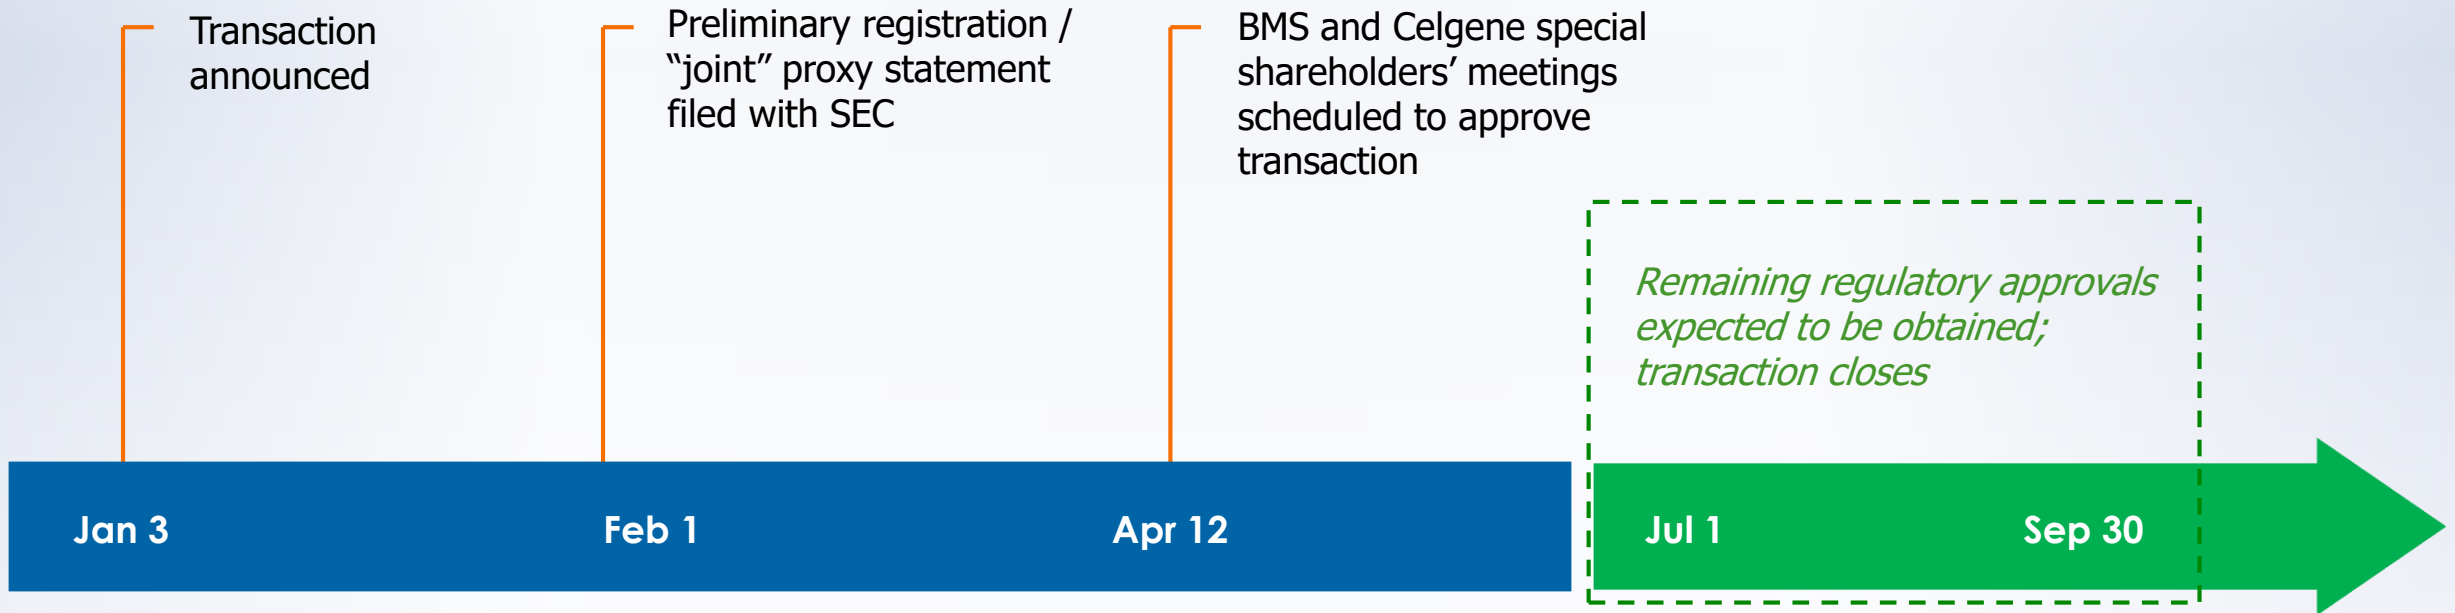 Transaction
announced
Preliminary registration /
“joint” proxy statement
filed with SEC
BMS and Celgene special
shareholders’ meetings
scheduled to approve
transaction
Remaining regulatory approvals
expected to be obtained;
transaction closes
Jan 3
Feb 1
Apr 12
Jul 1
Sep 30